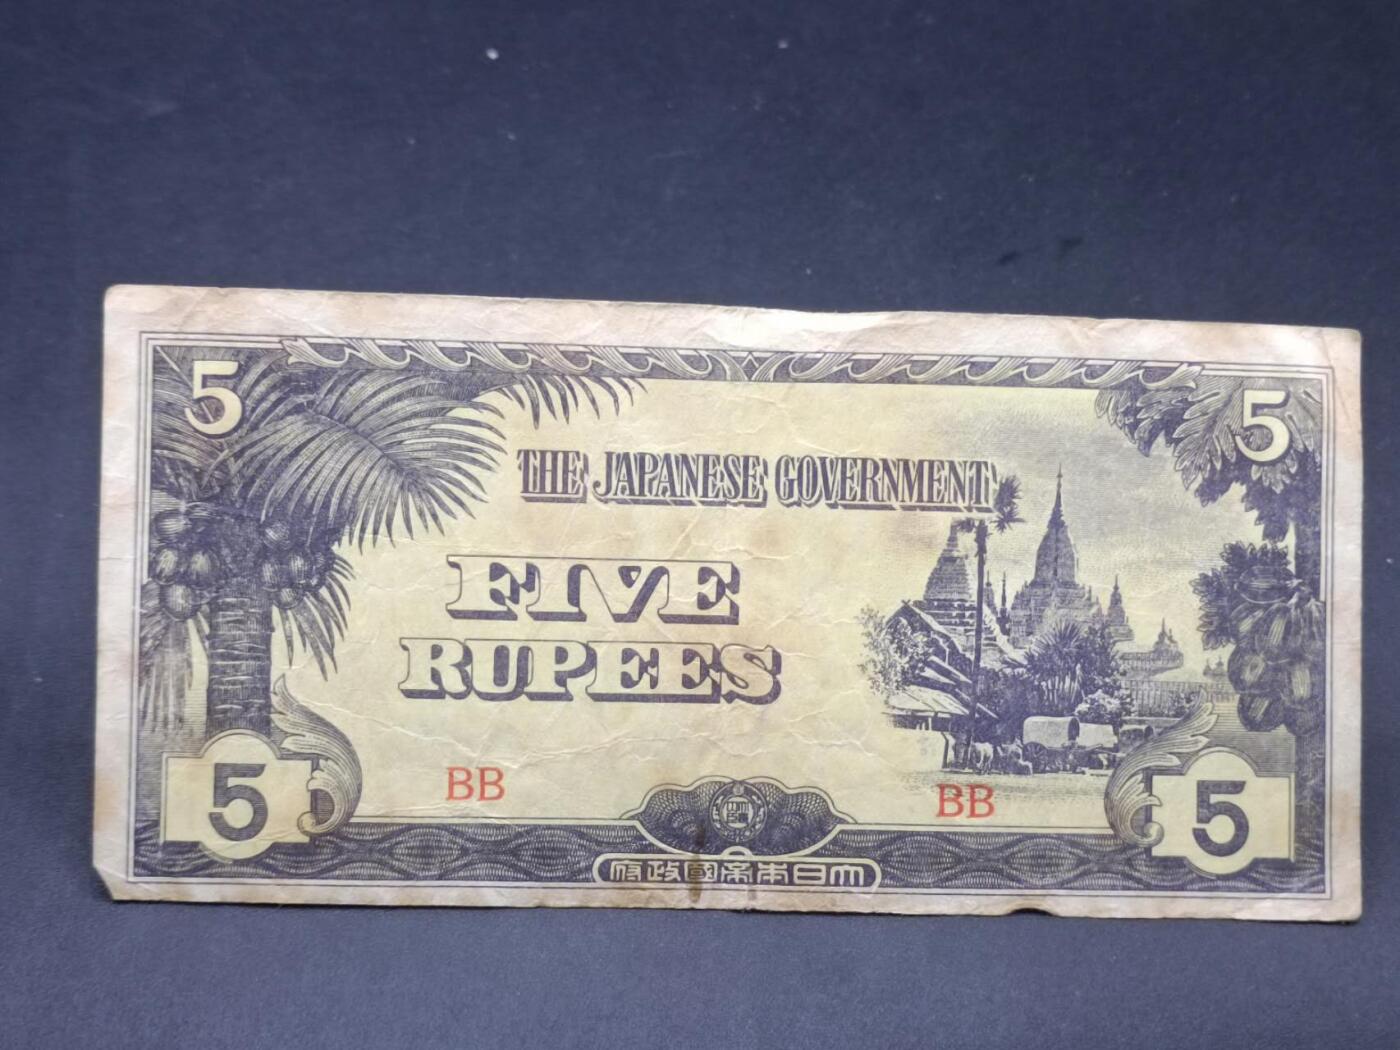 5
5
THE JAPANESE GOVERNMENT
FIVE
RUPEES
BB
BB
5
5
府政國帝本日大